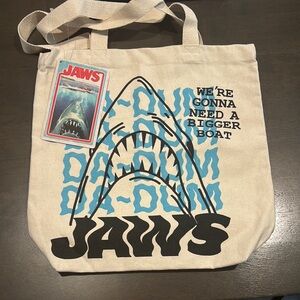 JAWS
WE'RE
GONNA
NEED A
BIGGER
BOAT
DA-DUM
DA-DUM
DA-DUM
DA-DUM
JAWS